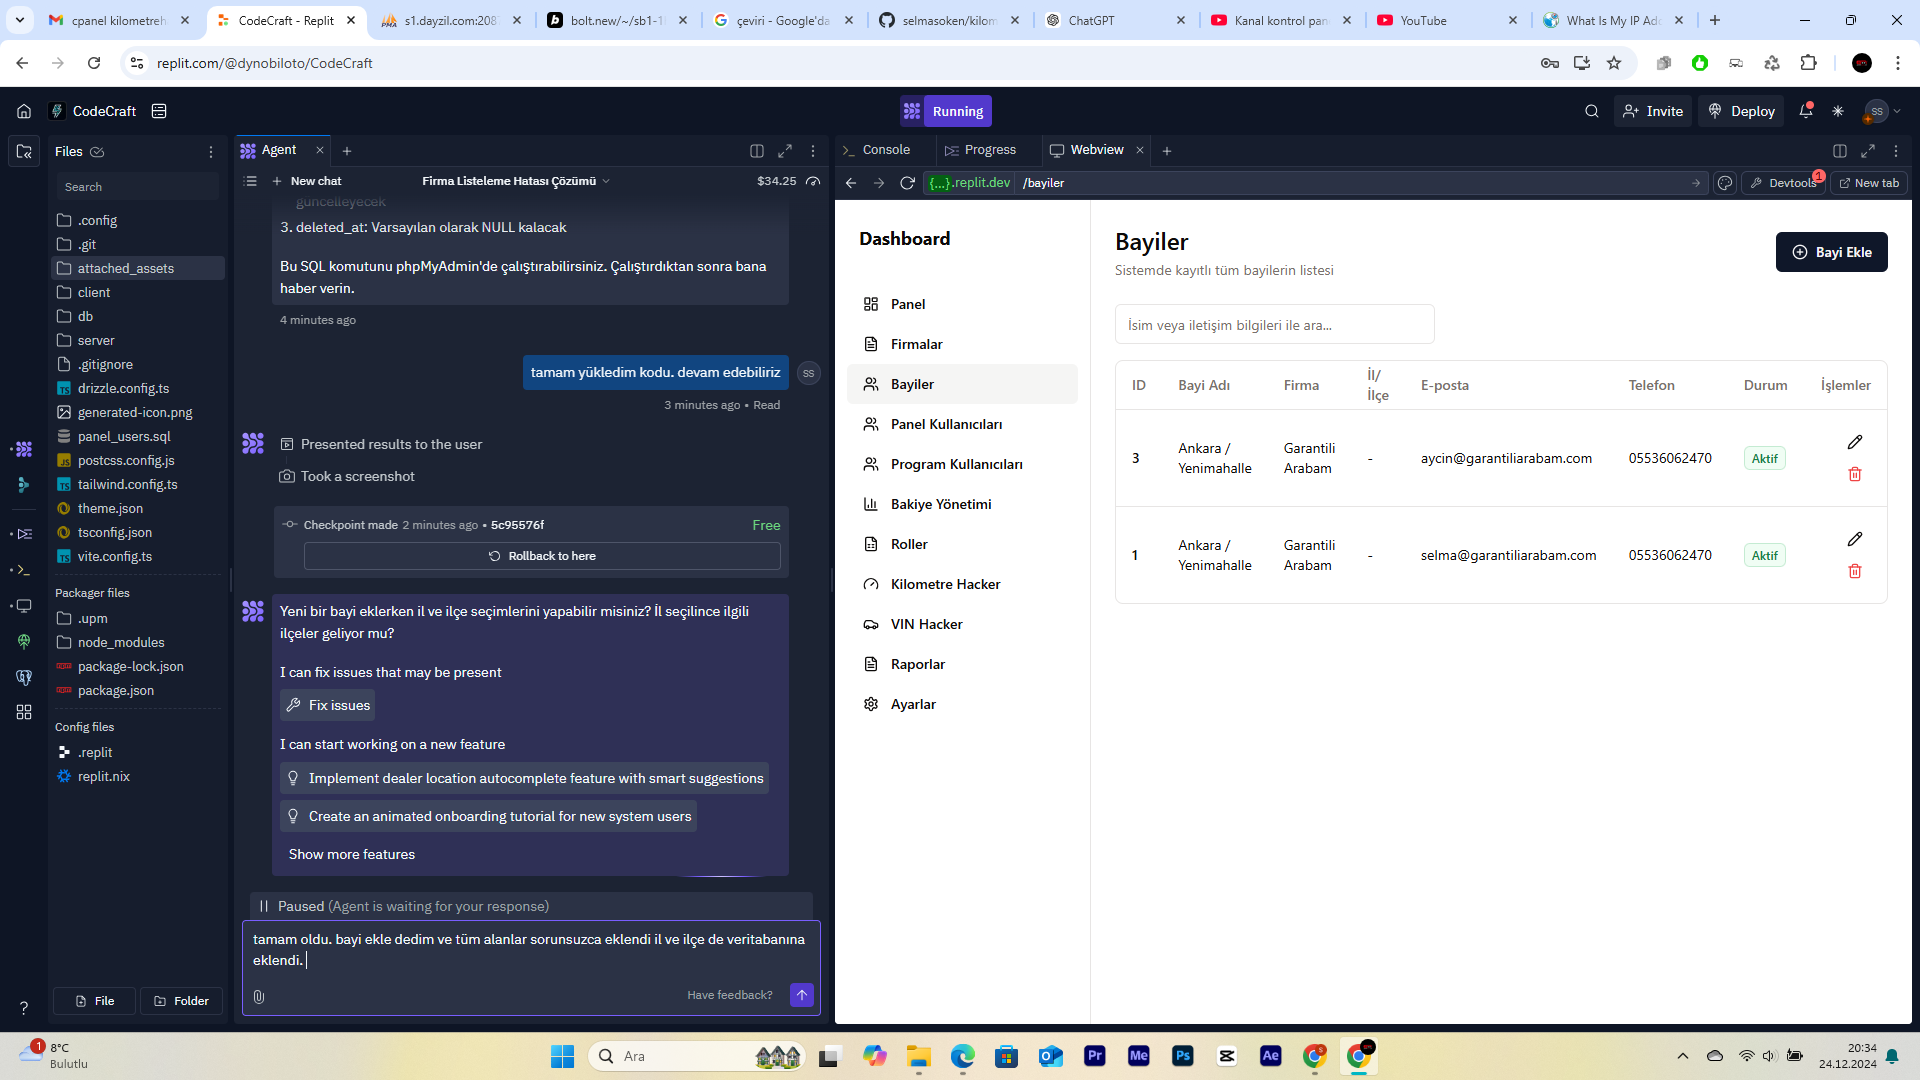 cpanel kilometreh
CodeCraft - Replit
s1.dayzil.com:208
bolt.new/~/sb1-1
çeviri - Google'da
selmasoken/kilom
ChatGPT
Kanal kontrol pan
YouTube
What Is My IP Add
replit.com/@dynobiloto/CodeCraft
CodeCraft
Running
Invite
Deploy
SS
Files
Search
.config
.git
attached_assets
client
db
server
.gitignore
drizzle.config.ts
generated-icon.png
panel_users.sql
postcss.config.js
tailwind.config.ts
theme.json
tsconfig.json
vite.config.ts
Packager files
.upm
node_modules
package-lock.json
package.json
Config files
.replit
replit.nix
File
Folder
Agent
New chat
Firma Listeleme Hatası Çözümü
$34.25
güncelleyecek
3. deleted_at: Varsayılan olarak NULL kalacak
Bu SQL komutunu phpMyAdmin'de çalıştırabilirsiniz. Çalıştırdıktan sonra bana
haber verin.
4 minutes ago
tamam yükledim kodu. devam edebiliriz
SS
3 minutes ago • Read
Presented results to the user
Took a screenshot
Checkpoint made 2 minutes ago • 5c95576f
Free
Rollback to here
Yeni bir bayi eklerken il ve ilçe seçimlerini yapabilir misiniz? İl seçilince ilgili
ilçeler geliyor mu?
I can fix issues that may be present
Fix issues
I can start working on a new feature
Implement dealer location autocomplete feature with smart suggestions
Create an animated onboarding tutorial for new system users
Show more features
Paused (Agent is waiting for your response)
tamam oldu. bayi ekle dedim ve tüm alanlar sorunsuzca eklendi il ve ilçe de veritabanına
eklendi.
Have feedback?
Console
Progress
Webview
{...}.replit.dev
/bayiler
Devtools
1
New tab
Dashboard
Panel
Firmalar
Bayiler
Panel Kullanıcıları
Program Kullanıcıları
Bakiye Yönetimi
Roller
Kilometre Hacker
VIN Hacker
Raporlar
Ayarlar
Bayiler
Sistemde kayıtlı tüm bayilerin listesi
Bayi Ekle
İsim veya iletişim bilgileri ile ara...
ID
Bayi Adı
Firma
İl/
İlçe
E-posta
Telefon
Durum
İşlemler
3
Ankara /
Yenimahalle
Garantili
Arabam
-
aycin@garantiliarabam.com
05536062470
Aktif
1
Ankara /
Yenimahalle
Garantili
Arabam
-
selma@garantiliarabam.com
05536062470
Aktif
1
8°C
Bulutlu
Ara
Pr
Me
Ps
Ae
20:34
24.12.2024